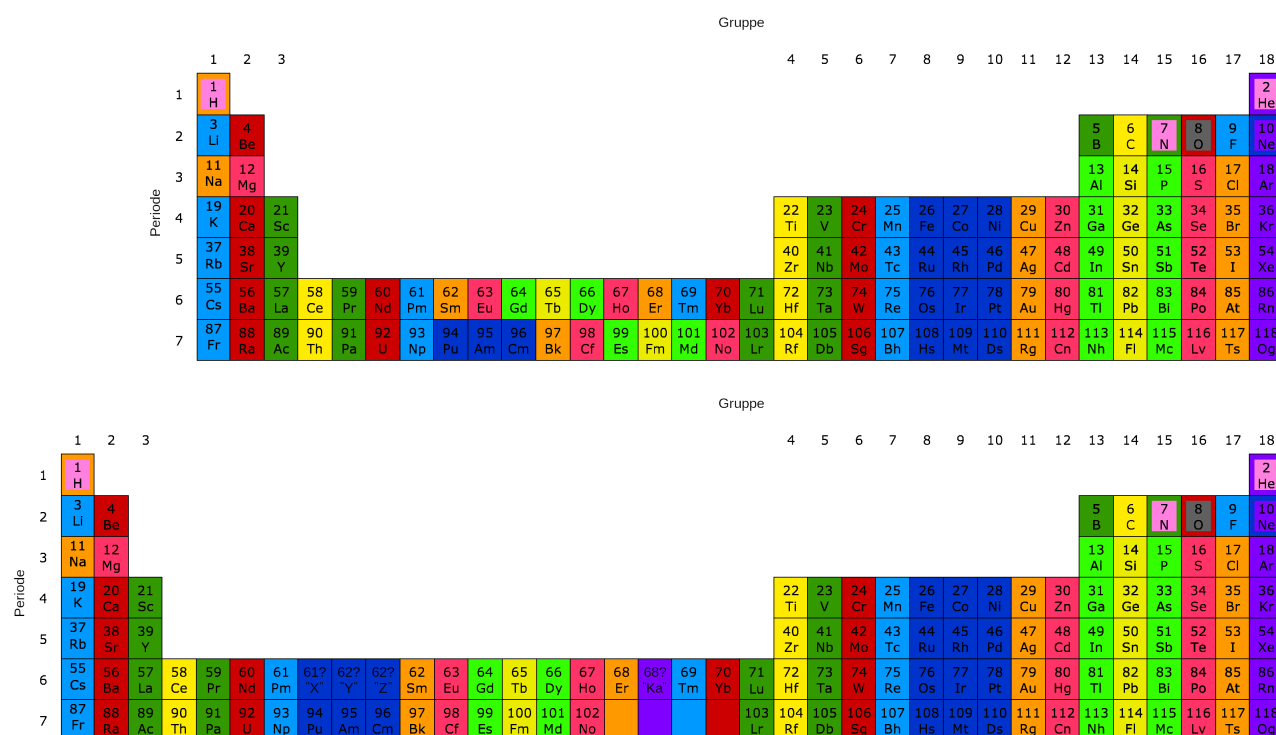 Gruppe
1 2 3 4 5 6 7 8 9 10 11 12 13 14 15 16 17 18
1 1 2
H He
2 3 4 5 6 7 8 9 10
Li Be B C N O F Ne
3 11 12 13 14 15 16 17 18
Na Mg Al Si P S Cl Ar
Periode
4 19 20 21 22 23 24 25 26 27 28 29 30 31 32 33 34 35 36
K Ca Sc Ti V Cr Mn Fe Co Ni Cu Zn Ga Ge As Se Br Kr
5 37 38 39 40 41 42 43 44 45 46 47 48 49 50 51 52 53 54
Rb Sr Y Zr Nb Mo Tc Ru Rh Pd Ag Cd In Sn Sb Te I Xe
6 55 56 57 58 59 60 61 62 63 64 65 66 67 68 69 70 71 72 73 74 75 76 77 78 79 80 81 82 83 84 85 86
Cs Ba La Ce Pr Nd Pm Sm Eu Gd Tb Dy Ho Er Tm Yb Lu Hf Ta W Re Os Ir Pt Au Hg Tl Pb Bi Po At Rn
7 87 88 89 90 91 92 93 94 95 96 97 98 99 100 101 102 103 104 105 106 107 108 109 110 111 112 113 114 115 116 117 118
Fr Ra Ac Th Pa U Np Pu Am Cm Bk Cf Es Fm Md No Lr Rf Db Sg Bh Hs Mt Ds Rg Cn Nh Fl Mc Lv Ts Og
Gruppe
1 2 3 4 5 6 7 8 9 10 11 12 13 14 15 16 17 18
1 1 2
H He
2 3 4 5 6 7 8 9 10
Li Be B C N O F Ne
3 11 12 13 14 15 16 17 18
Na Mg Al Si P S Cl Ar
Periode
4 19 20 21 22 23 24 25 26 27 28 29 30 31 32 33 34 35 36
K Ca Sc Ti V Cr Mn Fe Co Ni Cu Zn Ga Ge As Se Br Kr
5 37 38 39 40 41 42 43 44 45 46 47 48 49 50 51 52 53 54
Rb Sr Y Zr Nb Mo Tc Ru Rh Pd Ag Cd In Sn Sb Te I Xe
6 55 56 57 58 59 60 61 61? 62? 62? 62 63 64 65 66 67 68 68? 69 70 71 72 73 74 75 76 77 78 79 80 81 82 83 84 85 86
Cs Ba La Ce Pr Nd Pm "X" "Y" "Z" Sm Eu Gd Tb Dy Ho Er "Ka" Tm Yb Lu Hf Ta W Re Os Ir Pt Au Hg Tl Pb Bi Po At Rn
7 87 88 89 90 91 92 93 94 95 96 97 98 99 100 101 102 103 104 105 106 107 108 109 110 111 112 113 114 115 116 117 118
Fr Ra Ac Th Pa U Np Pu Am Cm Bk Cf Es Fm Md No Lr Rf Db Sg Bh Hs Mt Ds Rg Cn Nh Fl Mc Lv Ts Og